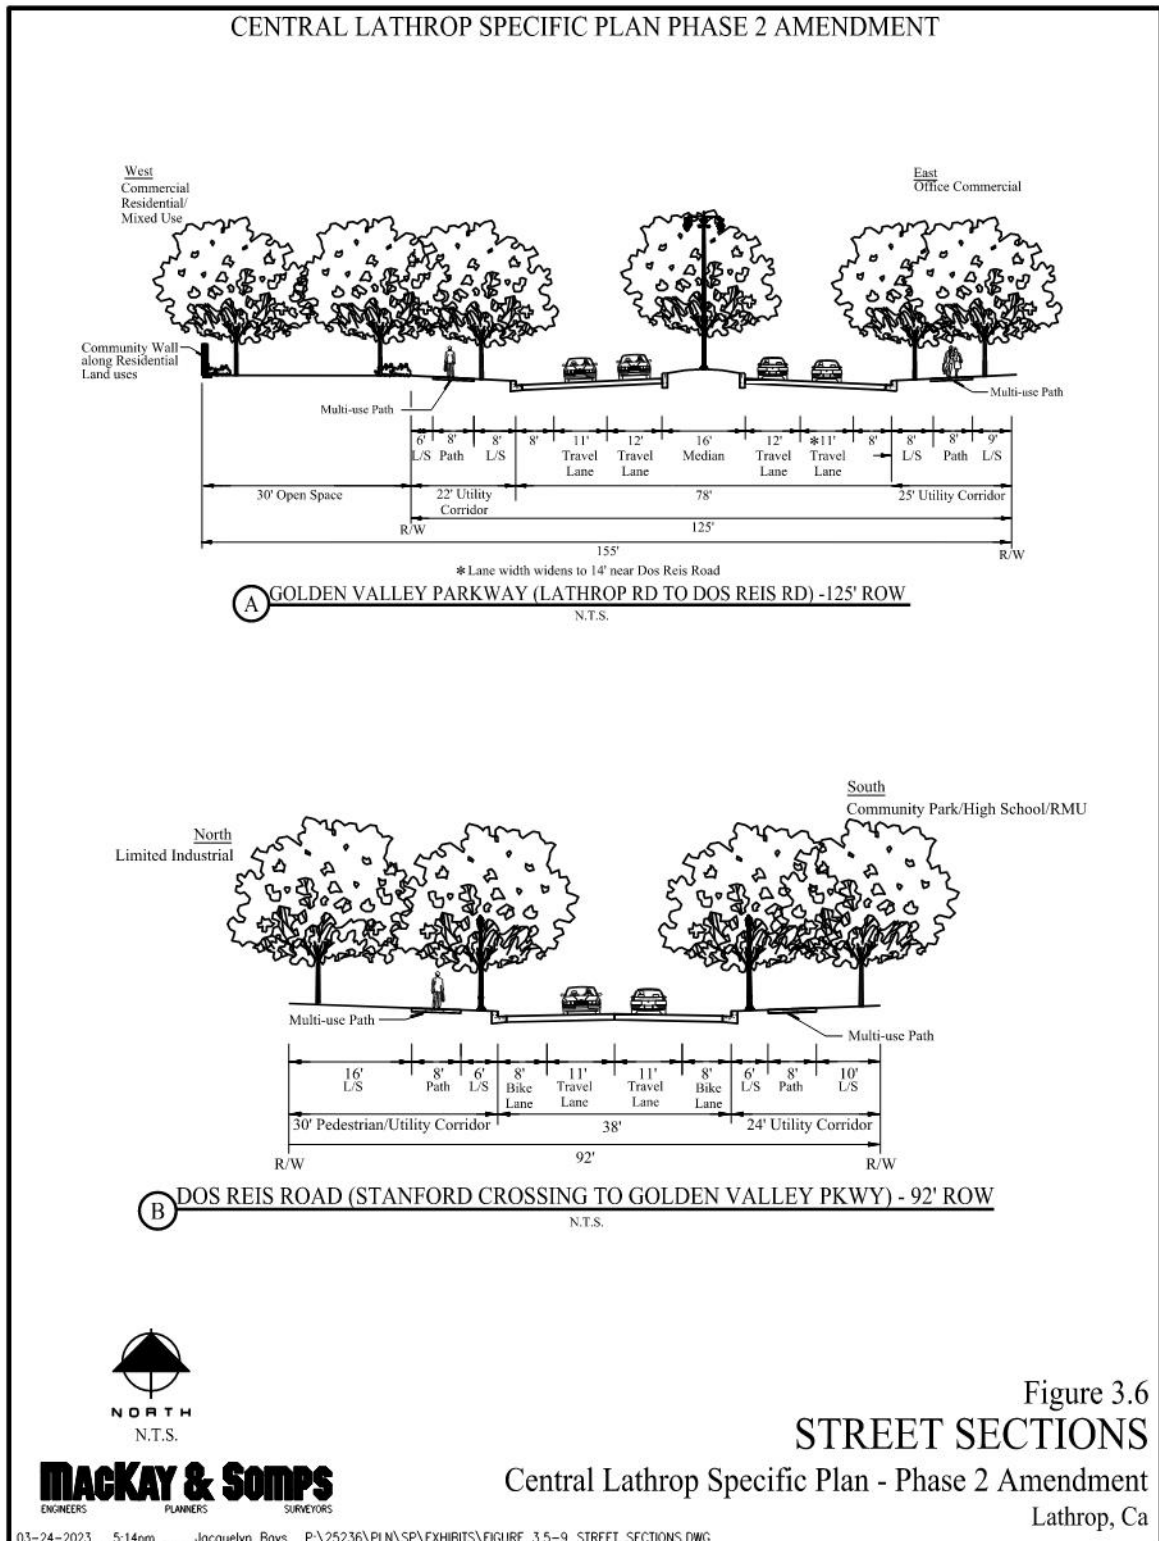 CENTRAL LATHROP SPECIFIC PLAN PHASE 2 AMENDMENT
West
Commercial
Residential/
Mixed Use
East
Office Commercial
Community Wall
along Residential
Land uses
Multi-use Path
Multi-use Path
6' 8' 8' 8' 11' 12' 16' 12' *11' 8' 8' 8' 9'
L/S Path L/S Travel Travel Median Travel Travel L/S Path L/S
Lane Lane Lane Lane
30' Open Space 22' Utility 78' 25' Utility Corridor
Corridor
R/W 125'
155' R/W
* Lane width widens to 14' near Dos Reis Road
A GOLDEN VALLEY PARKWAY (LATHROP RD TO DOS REIS RD) -125' ROW
N.T.S.
South
Community Park/High School/RMU
North
Limited Industrial
Multi-use Path
Multi-use Path
16' 8' 6' 8' 11' 11' 8' 6' 8' 10'
L/S Path L/S Bike Travel Travel Bike L/S Path L/S
Lane Lane Lane Lane
30' Pedestrian/Utility Corridor 38' 24' Utility Corridor
R/W 92' R/W
B DOS REIS ROAD (STANFORD CROSSING TO GOLDEN VALLEY PKWY) - 92' ROW
N.T.S.
NORTH
N.T.S.
Figure 3.6
STREET SECTIONS
Central Lathrop Specific Plan - Phase 2 Amendment
Lathrop, Ca
MACKAY & SOMPS
ENGINEERS PLANNERS SURVEYORS
03-24-2023 5:14pm Jacquelyn Bays P:\25236\PLN\SP\EXHIBITS\FIGURE 3.5-9 STREET SECTIONS.DWG